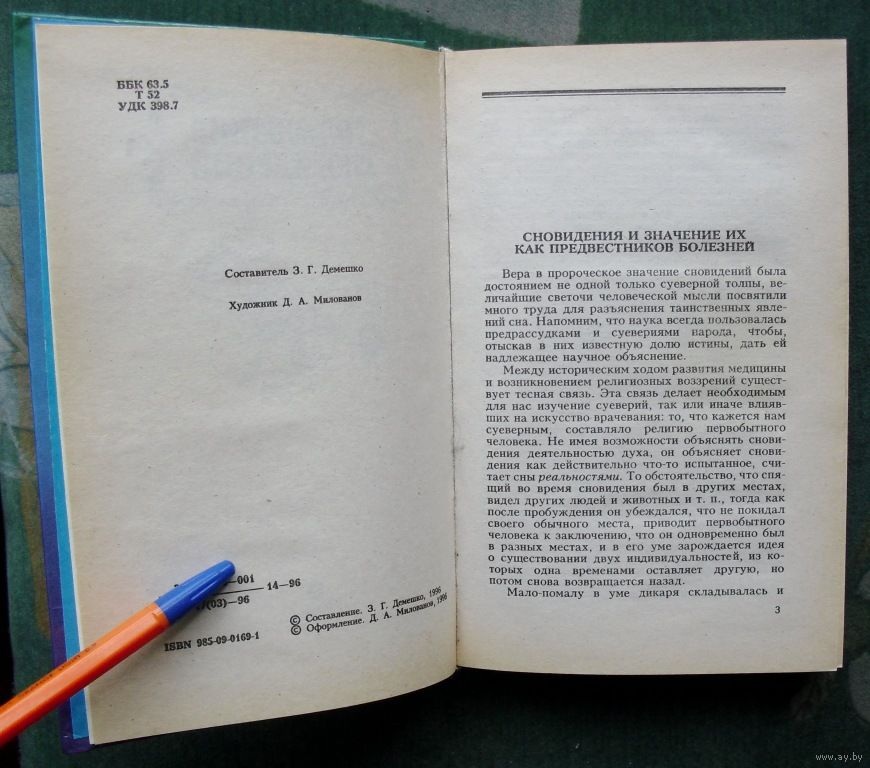 ББК 63.5
Т 52
УДК 398.7
Составитель З. Г. Демешко
Художник Д. А. Милованов
—001
14—96
(03)—96
ISBN 985-09-0169-1
© Составление. З. Г. Демешко, 1996
© Оформление. Д. А. Милованов, 1996
СНОВИДЕНИЯ И ЗНАЧЕНИЕ ИХ
КАК ПРЕДВЕСТНИКОВ БОЛЕЗНЕЙ
Вера в пророческое значение сновидений была
достоянием не одной только суеверной толпы, ве-
личайшие светочи человеческой мысли посвятили
много труда для разъяснения таинственных явле-
ний сна. Напомним, что наука всегда пользовалась
предрассудками и суевериями народа, чтобы,
отыскав в них известную долю истины, дать ей
надлежащее научное объяснение.
Между историческим ходом развития медицины
и возникновением религиозных воззрений сущест-
вует тесная связь. Эта связь делает необходимым
для нас изучение суеверий, так или иначе влияв-
ших на искусство врачевания: то, что кажется нам
суеверным, составляло религию первобытного
человека. Не имея возможности объяснять снови-
дения деятельностью духа, он объясняет сновиде-
ния как действительно что-то испытанное, счи-
тает сны реальностями. То обстоятельство, что спя-
щий во время сновидения был в других местах,
видел других людей и животных и т. п., тогда как
после пробуждения он убеждался, что не покидал
своего обычного места, приводит первобытного
человека к заключению, что он одновременно был
в разных местах, и в его уме зарождается идея
о существовании двух индивидуальностей, из ко-
торых одна временами оставляет другую, но
потом снова возвращается назад.
Мало-помалу в уме дикаря складывалась и
3
www.ay.by